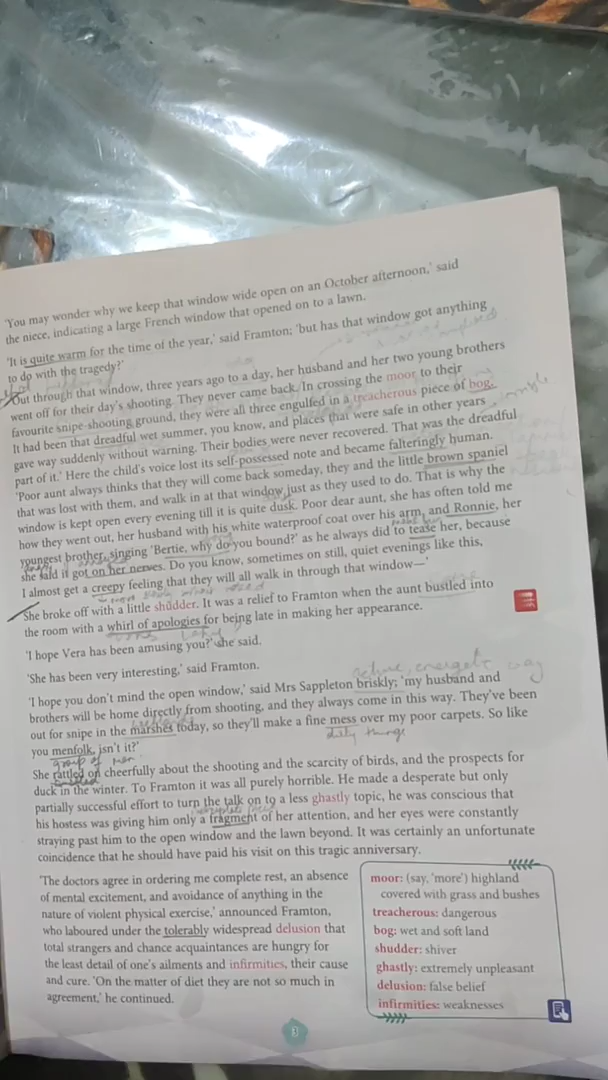 'You may wonder why we keep that window wide open on an October afternoon,' said
the niece, indicating a large French window that opened on to a lawn.
'It is quite warm for the time of the year,' said Framton; 'but has that window got anything
to do with the tragedy?'
'Out through that window, three years ago to a day, her husband and her two young brothers
went off for their day's shooting. They never came back. In crossing the moor to their
favourite snipe-shooting ground, they were all three engulfed in a treacherous piece of bog.
It had been that dreadful wet summer, you know, and places that were safe in other years
gave way suddenly without warning. Their bodies were never recovered. That was the dreadful
part of it.' Here the child's voice lost its self-possessed note and became falteringly human.
'Poor aunt always thinks that they will come back someday, they and the little brown spaniel
that was lost with them, and walk in at that window just as they used to do. That is why the
window is kept open every evening till it is quite dusk. Poor dear aunt, she has often told me
how they went out, her husband with his white waterproof coat over his arm, and Ronnie, her
youngest brother, singing 'Bertie, why do you bound?' as he always did to tease her, because
she said it got on her nerves. Do you know, sometimes on still, quiet evenings like this,
I almost get a creepy feeling that they will all walk in through that window—'
She broke off with a little shudder. It was a relief to Framton when the aunt bustled into
the room with a whirl of apologies for being late in making her appearance.
'I hope Vera has been amusing you?' she said.
'She has been very interesting,' said Framton.
active, energetic way
'I hope you don't mind the open window,' said Mrs Sappleton briskly; 'my husband and
brothers will be home directly from shooting, and they always come in this way. They've been
out for snipe in the marshes today, so they'll make a fine mess over my poor carpets. So like
dirty things
you menfolk, isn't it?'
group of men
She rattled on cheerfully about the shooting and the scarcity of birds, and the prospects for
duck in the winter. To Framton it was all purely horrible. He made a desperate but only
partially successful effort to turn the talk on to a less ghastly topic, he was conscious that
his hostess was giving him only a fragment of her attention, and her eyes were constantly
straying past him to the open window and the lawn beyond. It was certainly an unfortunate
coincidence that he should have paid his visit on this tragic anniversary.
'The doctors agree in ordering me complete rest, an absence
of mental excitement, and avoidance of anything in the
nature of violent physical exercise,' announced Framton,
who laboured under the tolerably widespread delusion that
total strangers and chance acquaintances are hungry for
the least detail of one's ailments and infirmities, their cause
and cure. 'On the matter of diet they are not so much in
agreement,' he continued.
moor: (say, 'more') highland
covered with grass and bushes
treacherous: dangerous
bog: wet and soft land
shudder: shiver
ghastly: extremely unpleasant
delusion: false belief
infirmities: weaknesses
3